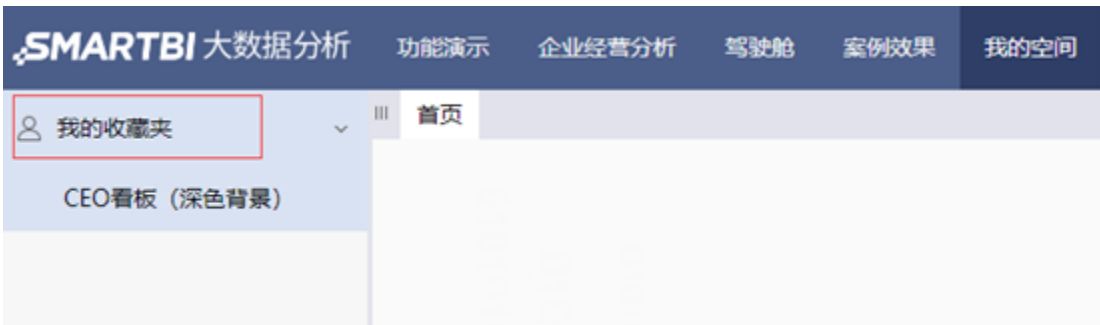 SMARTBI 大数据分析 功能演示 企业经营分析 驾驶舱 案例效果 我的空间
我的收藏夹 首页
CEO看板（深色背景）